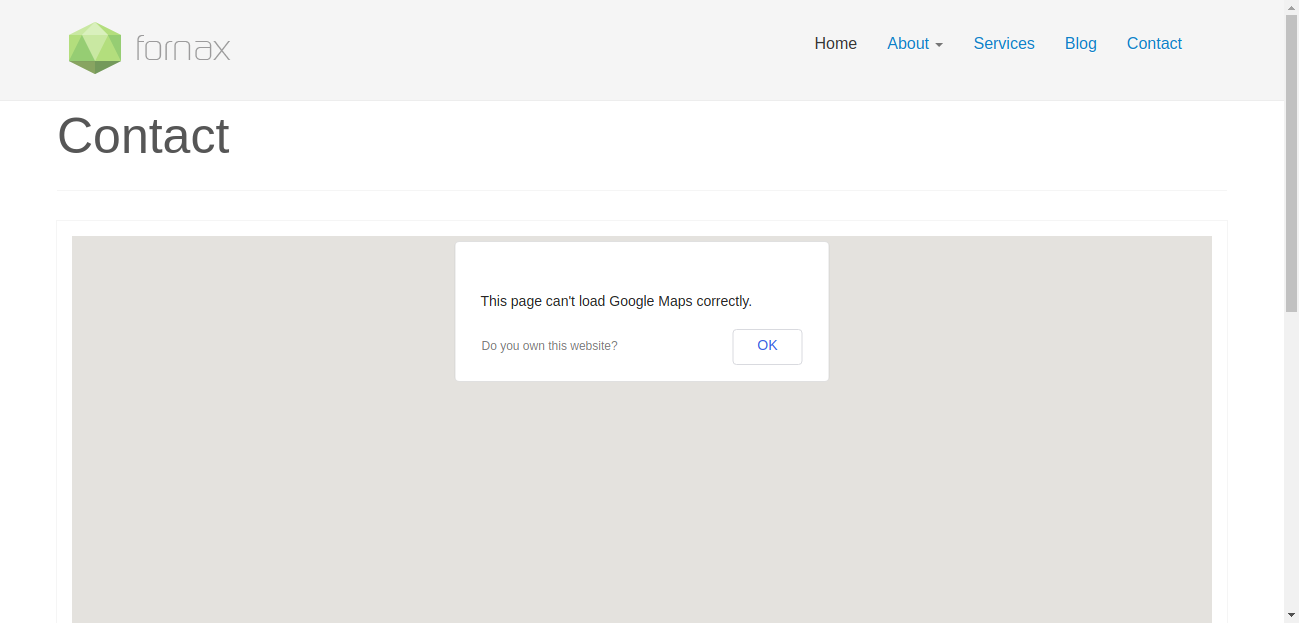 fornax
Home About Services Blog Contact
Contact
This page can't load Google Maps correctly.
Do you own this website? OK